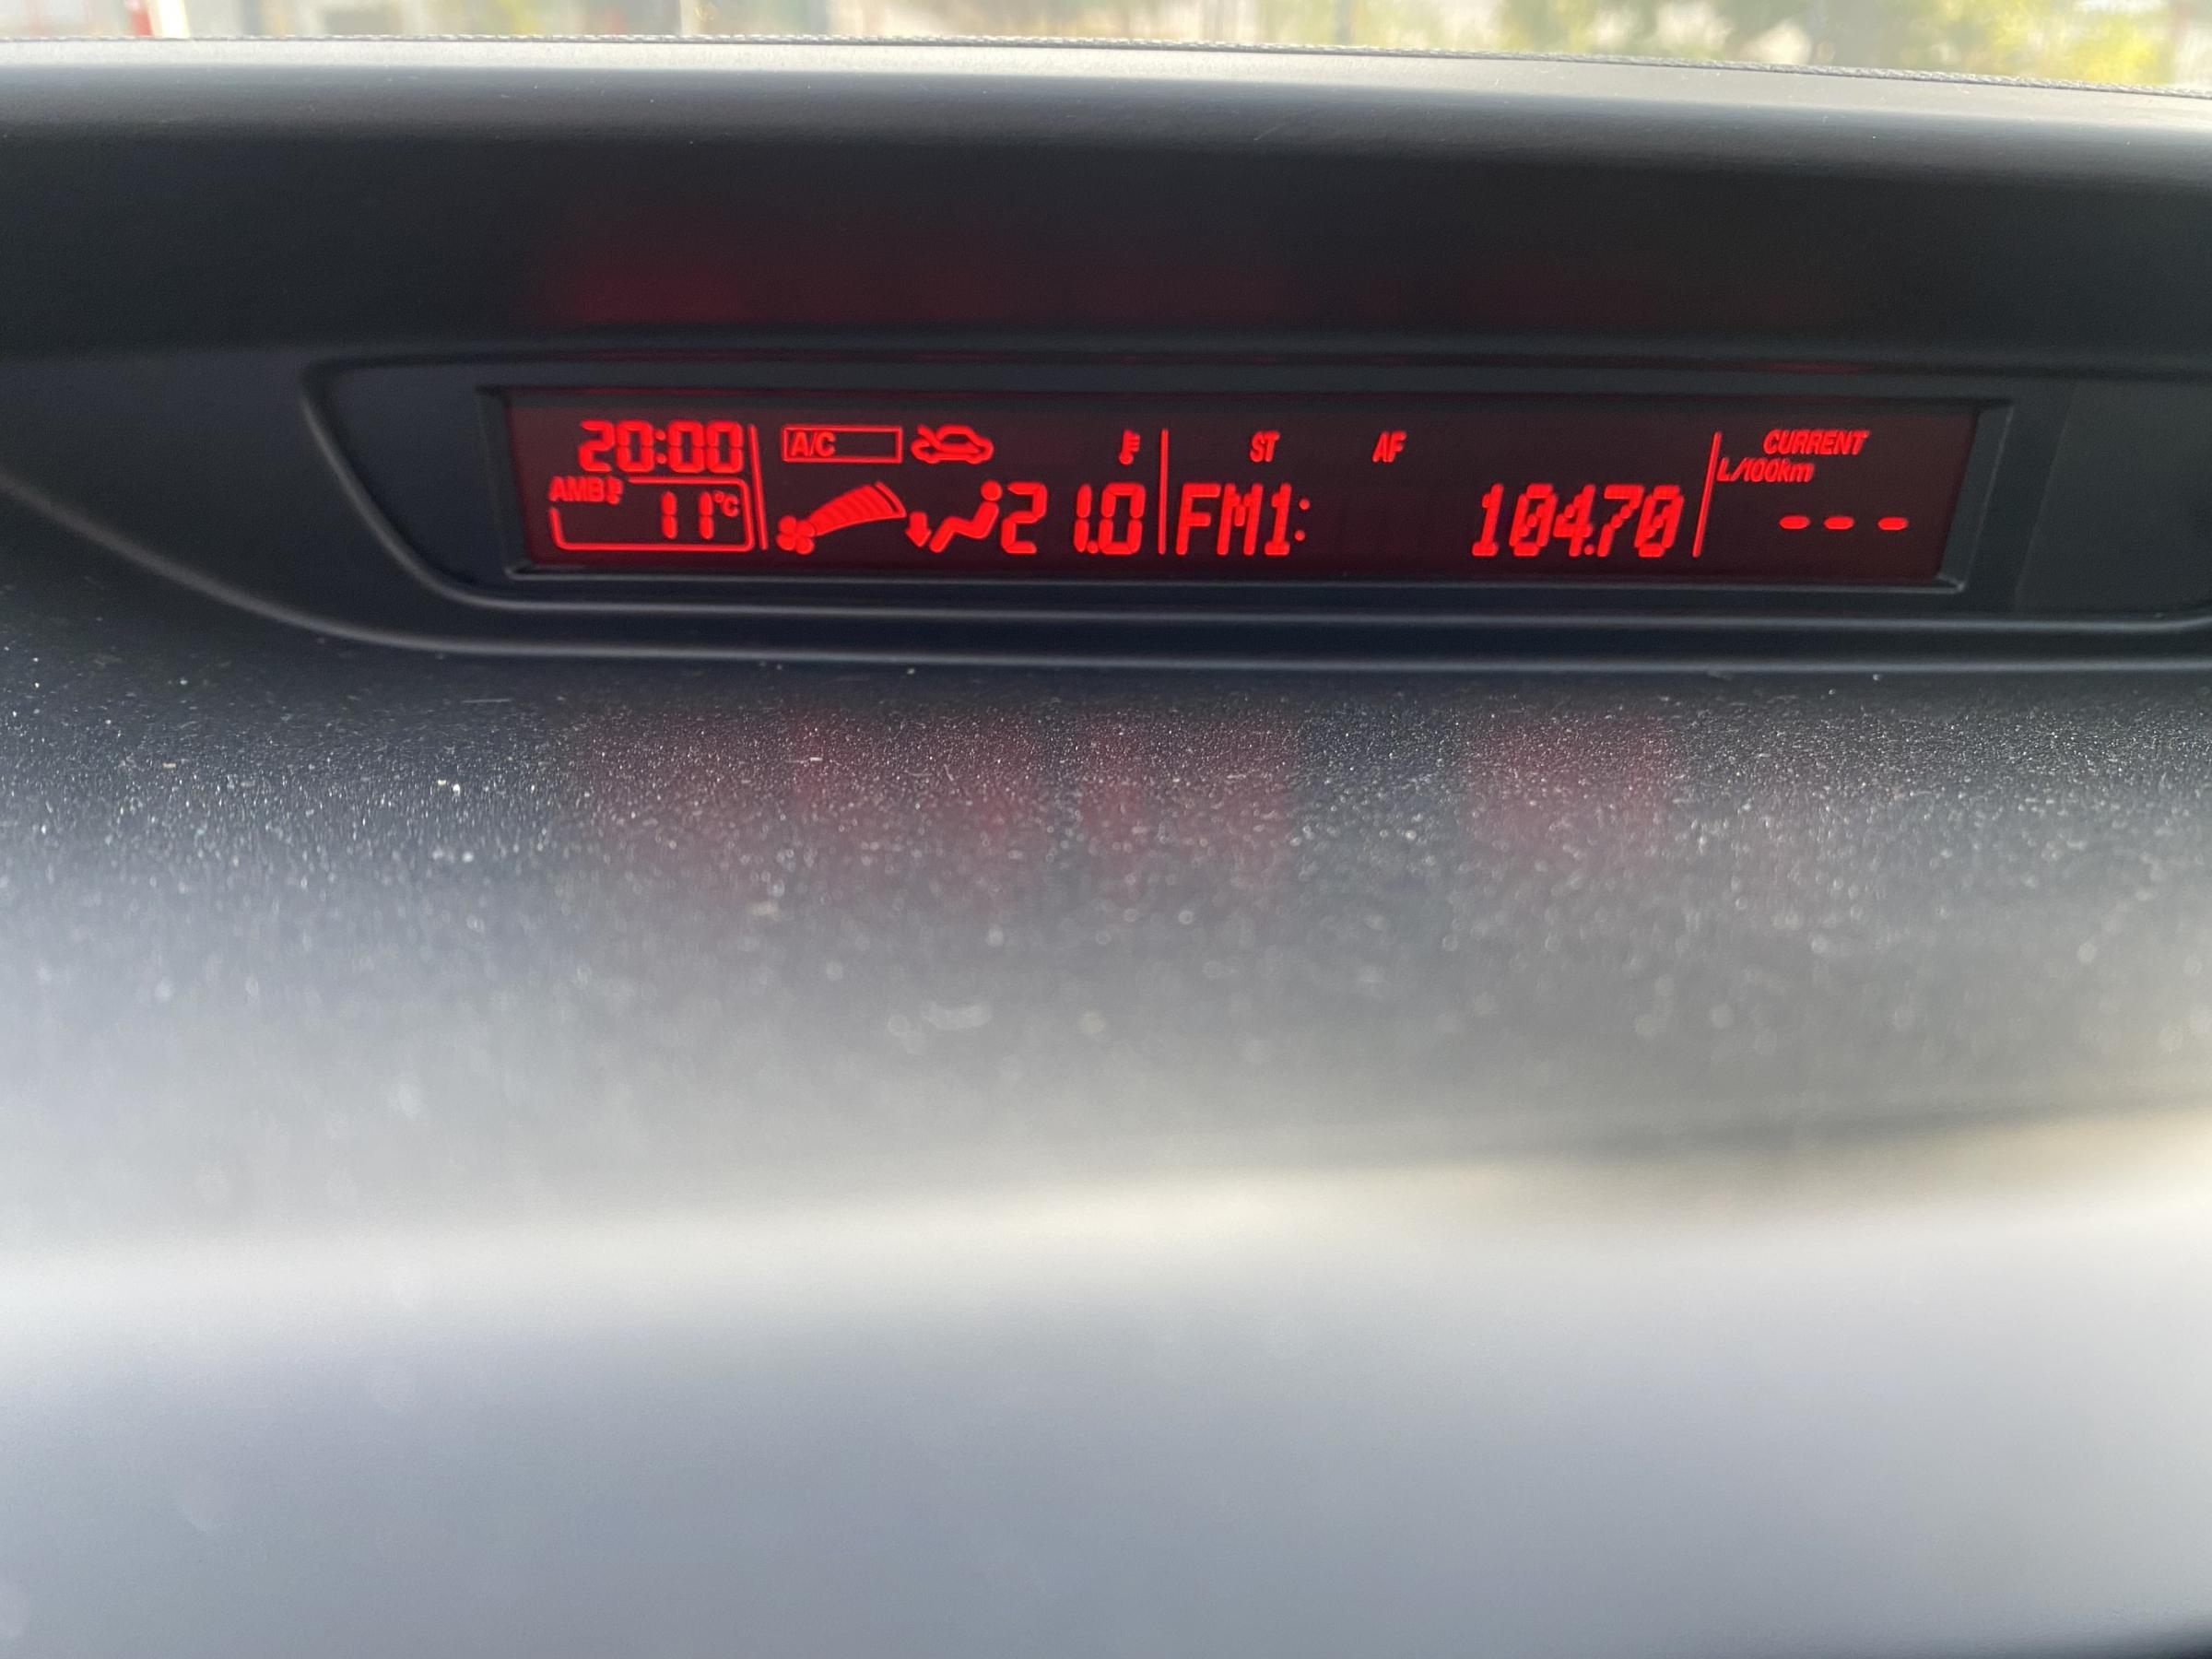 20:00 A/C ST AF CURRENT
L/100km
AMB 11°C 21.0 FM1: 104.70 - - -